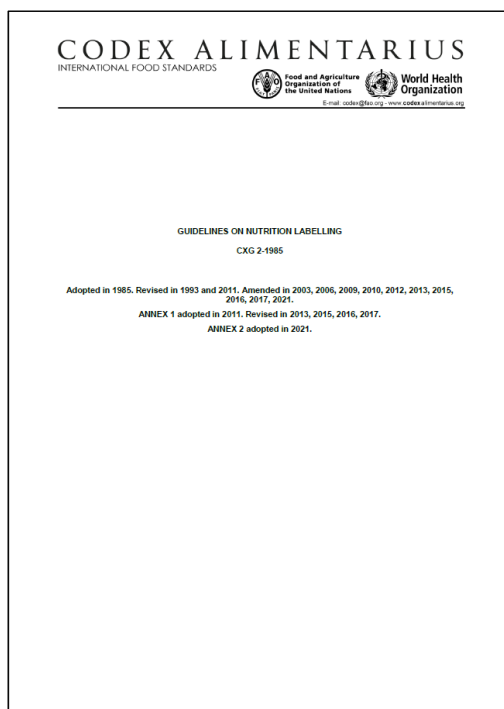 CODEX ALIMENTARIUS
INTERNATIONAL FOOD STANDARDS
Food and Agriculture
Organization of
the United Nations
World Health
Organization
E-mail: codex@fao.org - www.codexalimentarius.org
GUIDELINES ON NUTRITION LABELLING
CXG 2-1985
Adopted in 1985. Revised in 1993 and 2011. Amended in 2003, 2006, 2009, 2010, 2012, 2013, 2015,
2016, 2017, 2021.
ANNEX 1 adopted in 2011. Revised in 2013, 2015, 2016, 2017.
ANNEX 2 adopted in 2021.